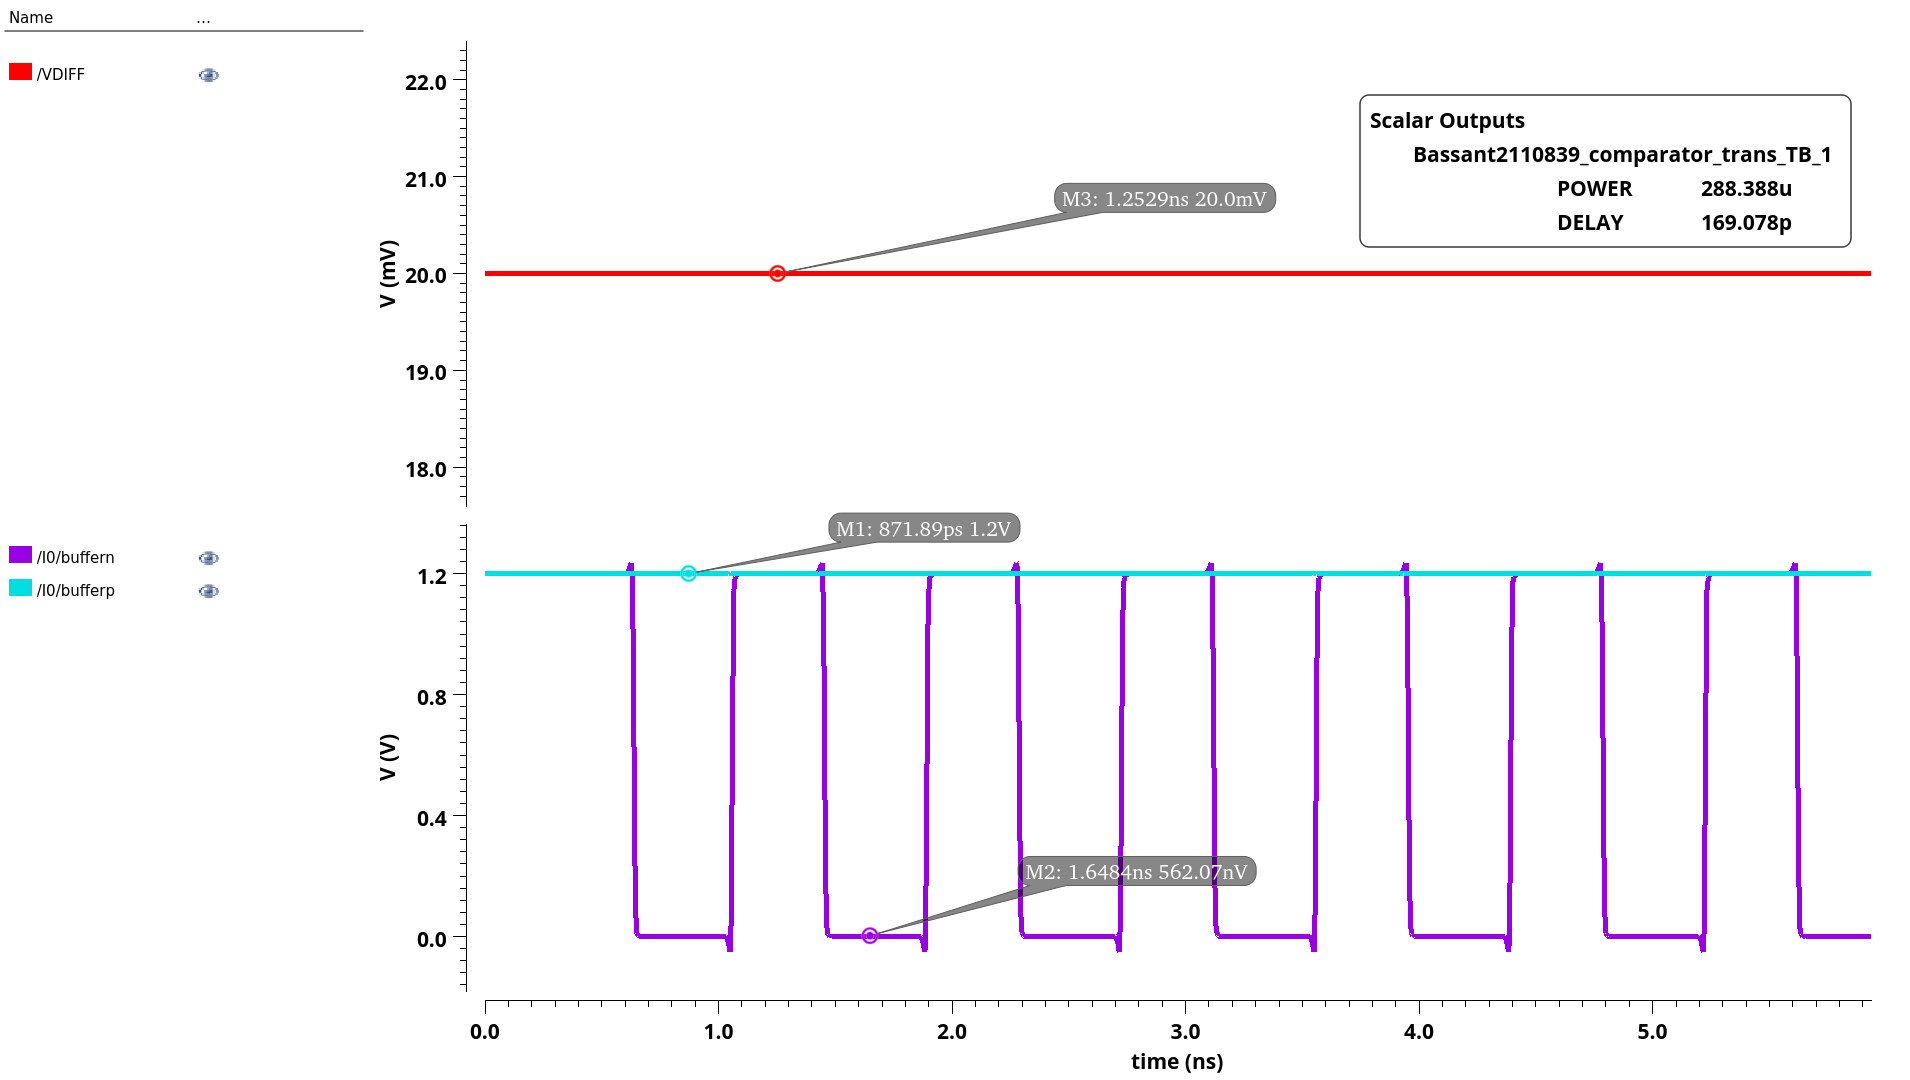 Name ...
/VDIFF
22.0
21.0
20.0
19.0
18.0
V (mV)
M3: 1.2529ns 20.0mV
Scalar Outputs
Bassant2110839_comparator_trans_TB_1
POWER 288.388u
DELAY 169.078p
/I0/buffern
/I0/bufferp
1.2
0.8
0.4
0.0
V (V)
M1: 871.89ps 1.2V
M2: 1.6484ns 562.07nV
0.0 1.0 2.0 3.0 4.0 5.0
time (ns)